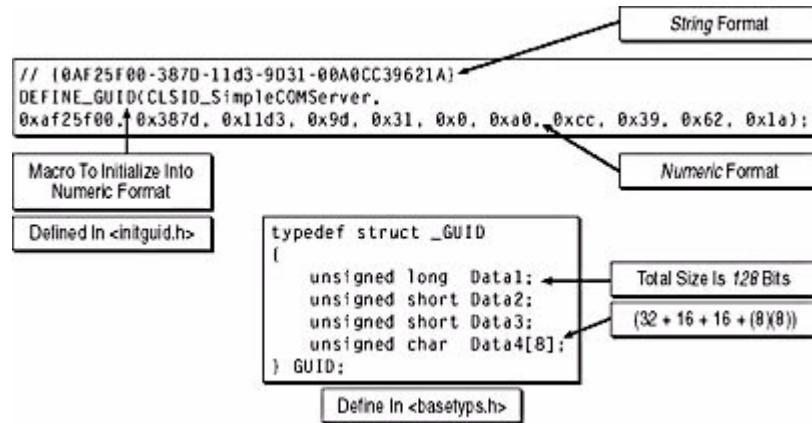 String Format
// {0AF25F00-387D-11d3-9D31-00A0CC39621A}
DEFINE_GUID(CLSID_SimpleCOMServer,
0xaf25f00, 0x387d, 0x11d3, 0x9d, 0x31, 0x0, 0xa0, 0xcc, 0x39, 0x62, 0x1a);
Macro To Initialize Into
Numeric Format
Numeric Format
Defined In <initguid.h>
typedef struct _GUID
{
unsigned long Data1;
Total Size Is 128 Bits
unsigned short Data2;
unsigned short Data3;
(32 + 16 + 16 + (8)(8))
unsigned char Data4[8];
} GUID;
Define In <basetyps.h>